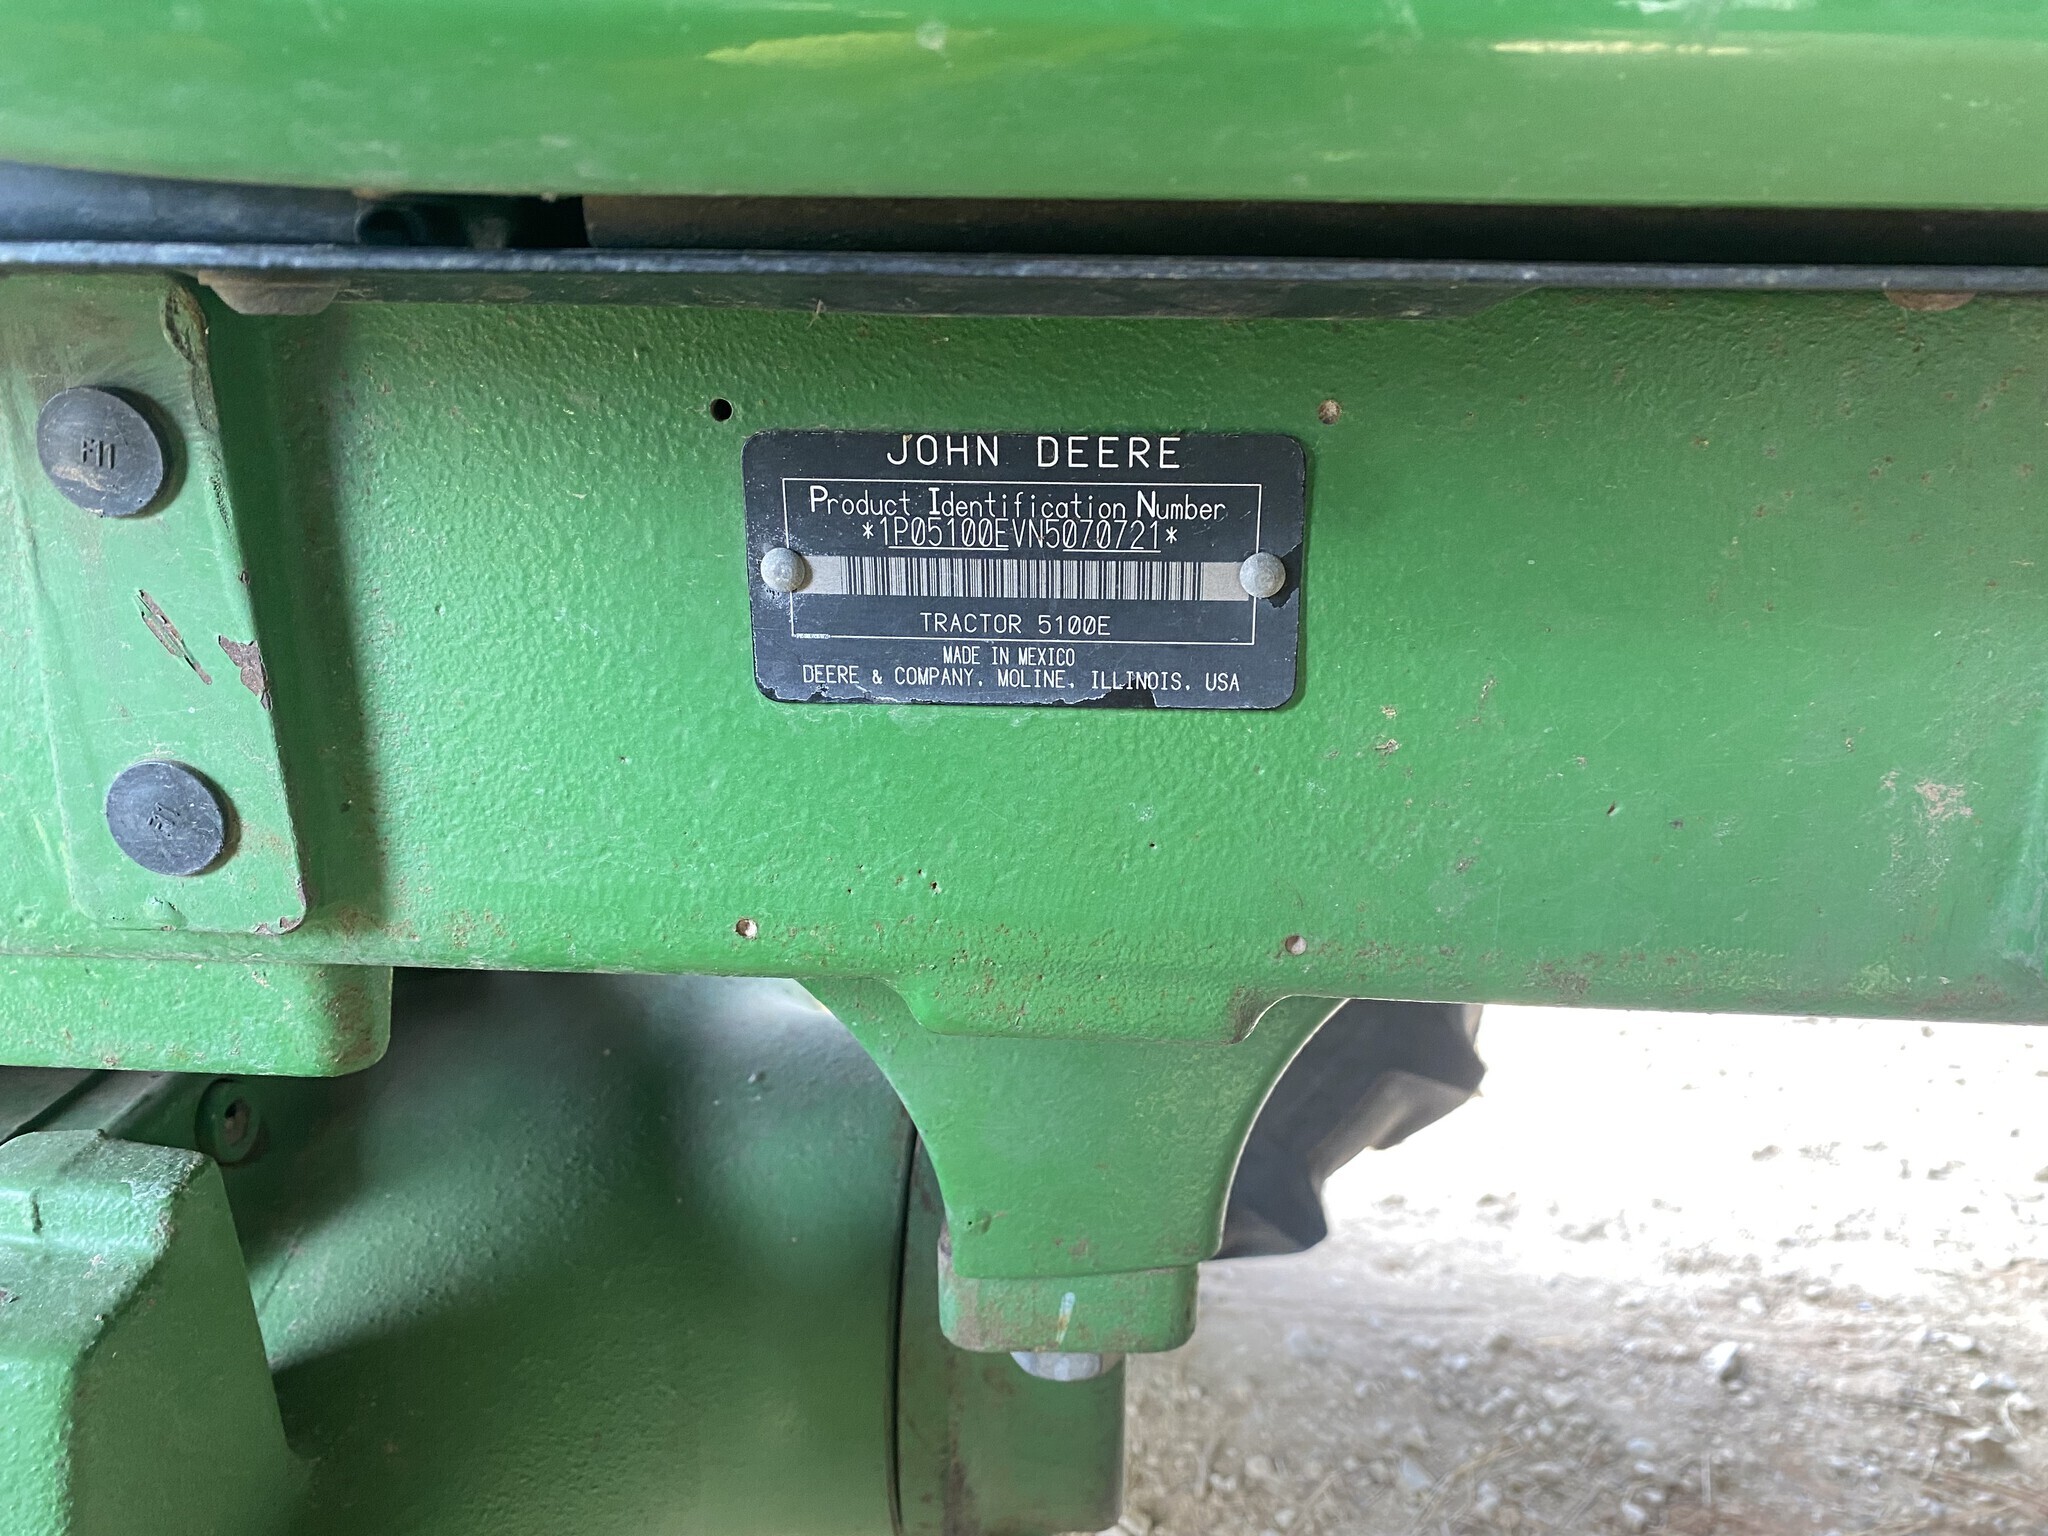 JOHN DEERE
Product Identification Number
*1P05100EVN5070721*
TRACTOR 5100E
MADE IN MEXICO
DEERE & COMPANY, MOLINE, ILLINOIS, USA